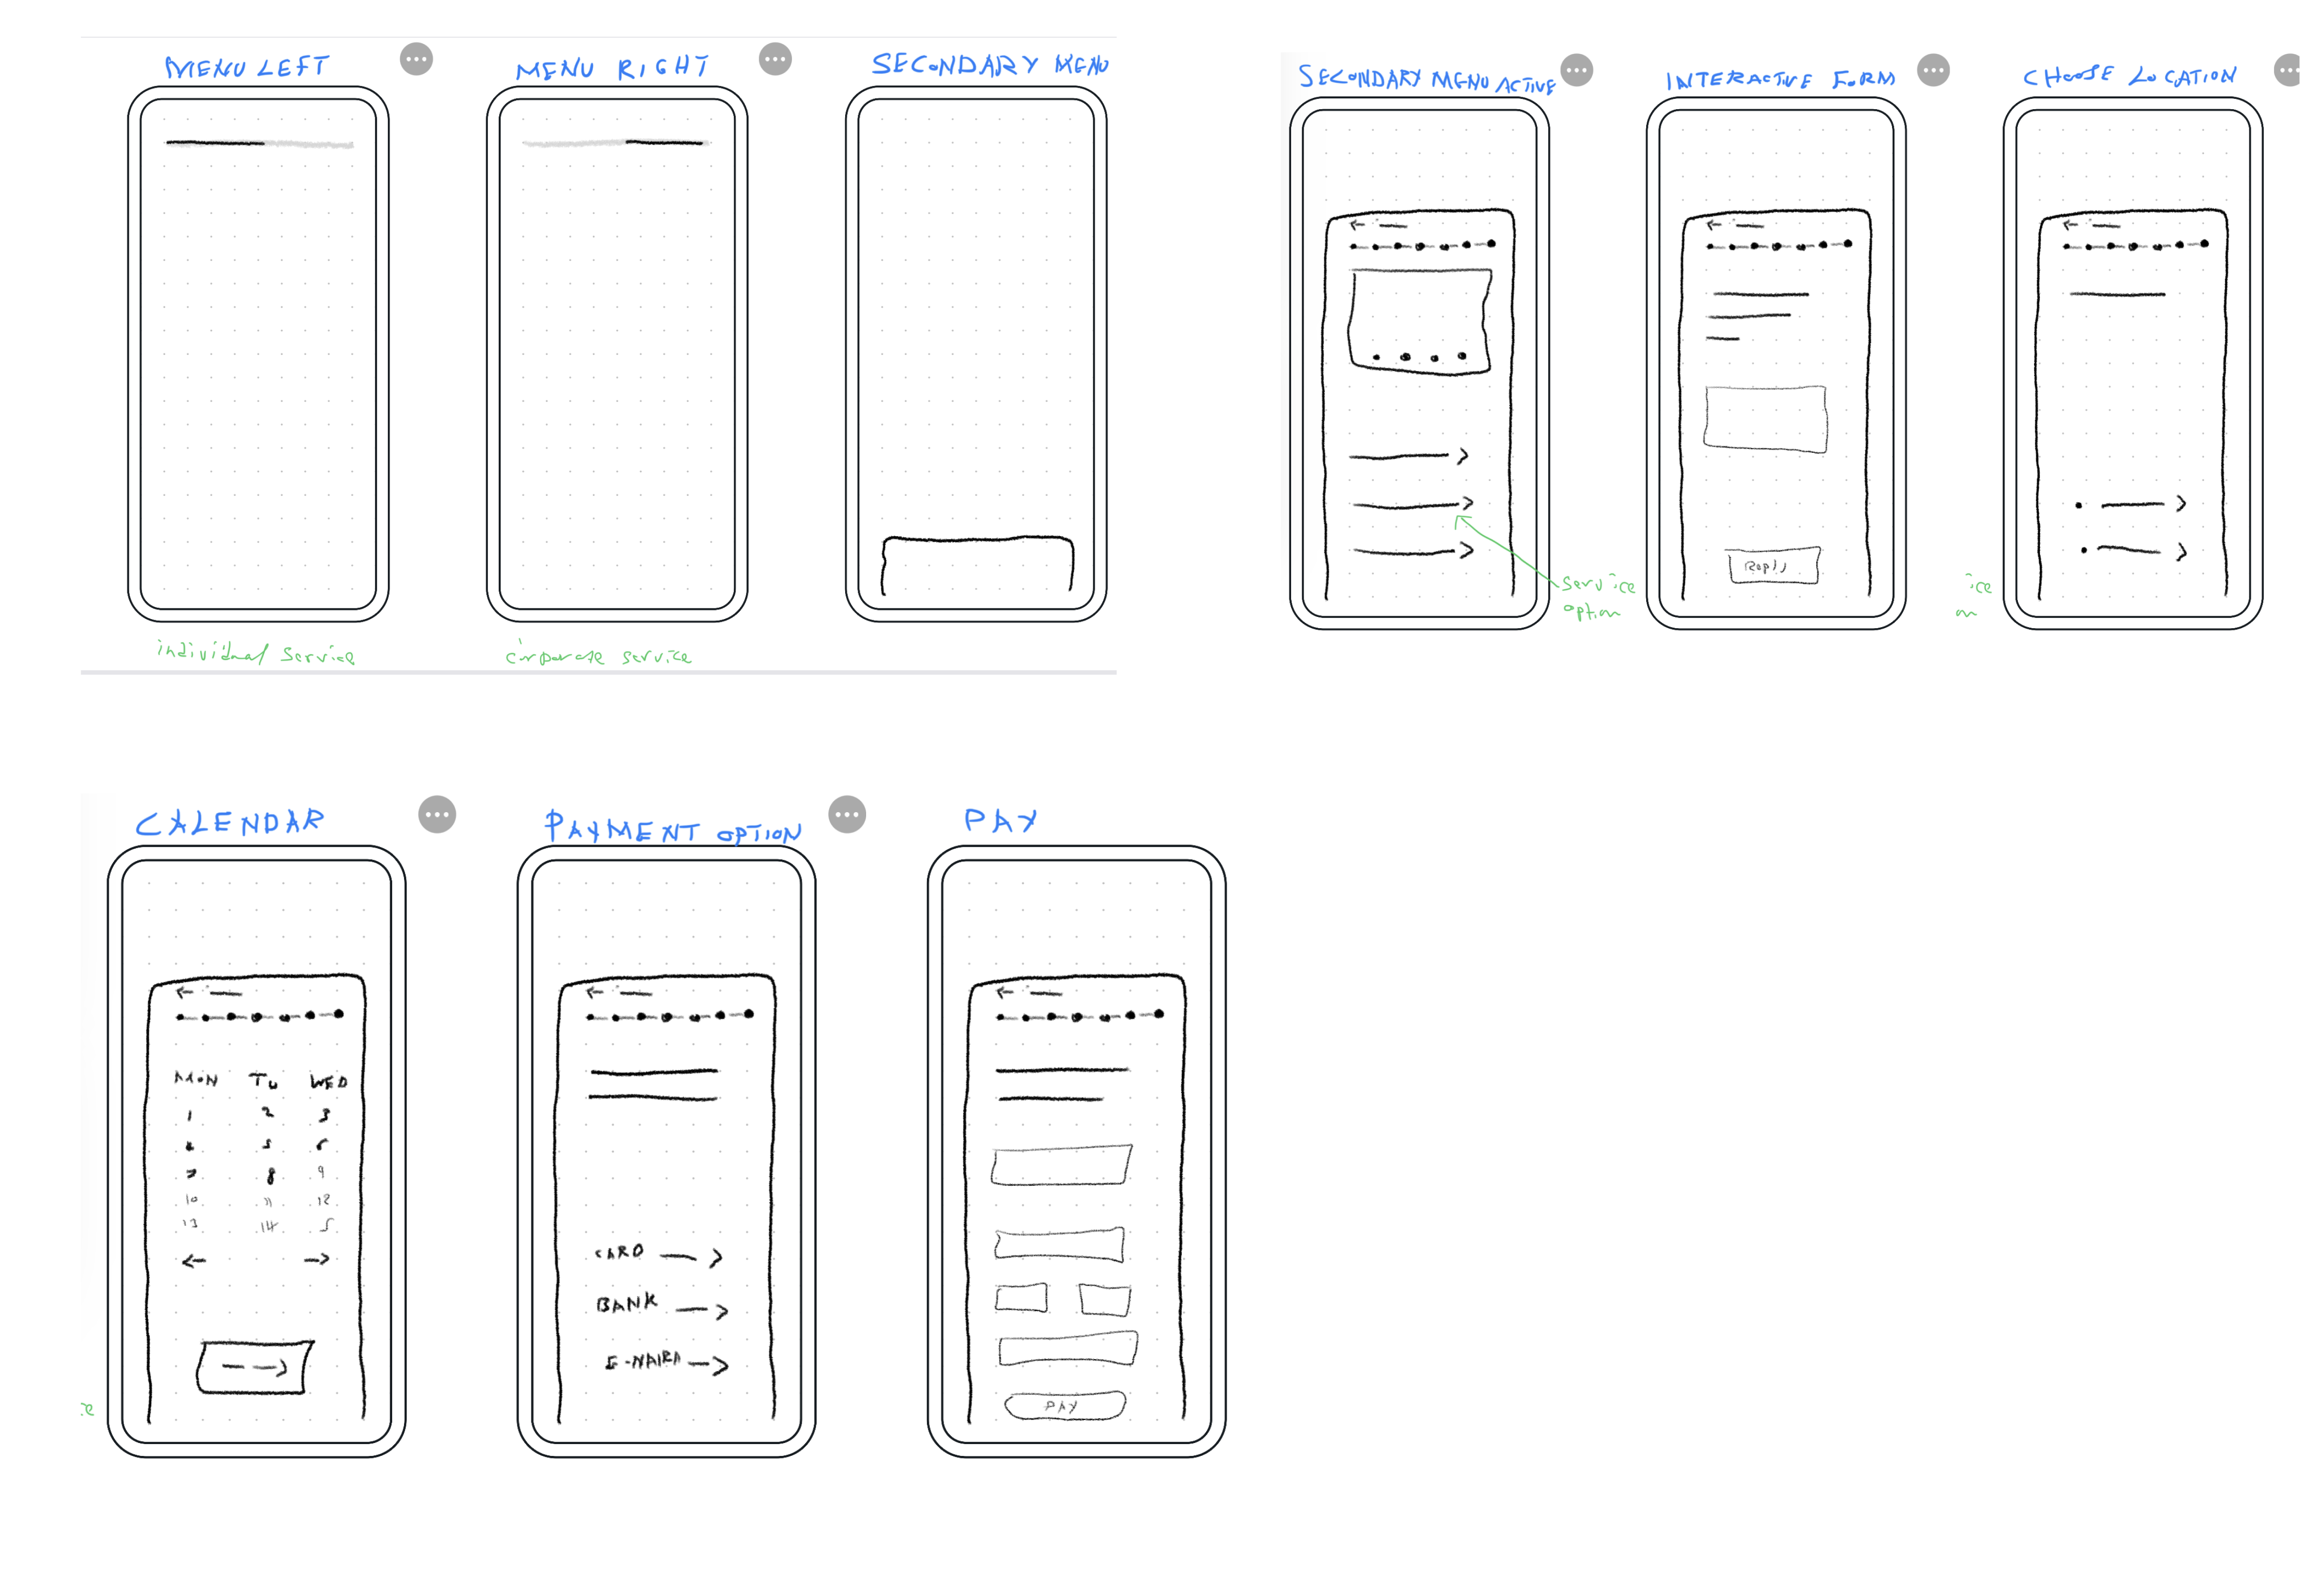 MENU LEFT
MENU RIGHT
SECONDARY MENU
individual service
corporate service
SECONDARY MENU ACTIVE
INTERACTIVE FORM
CHOOSE LOCATION
service
option
Reply
ice
on
CALENDAR
PAYMENT OPTION
PAY
MON TU WED
1 2 3
4 5 6
7 8 9
10 11 12
13 14 5
CARD
BANK
E-NAIRA
PAY